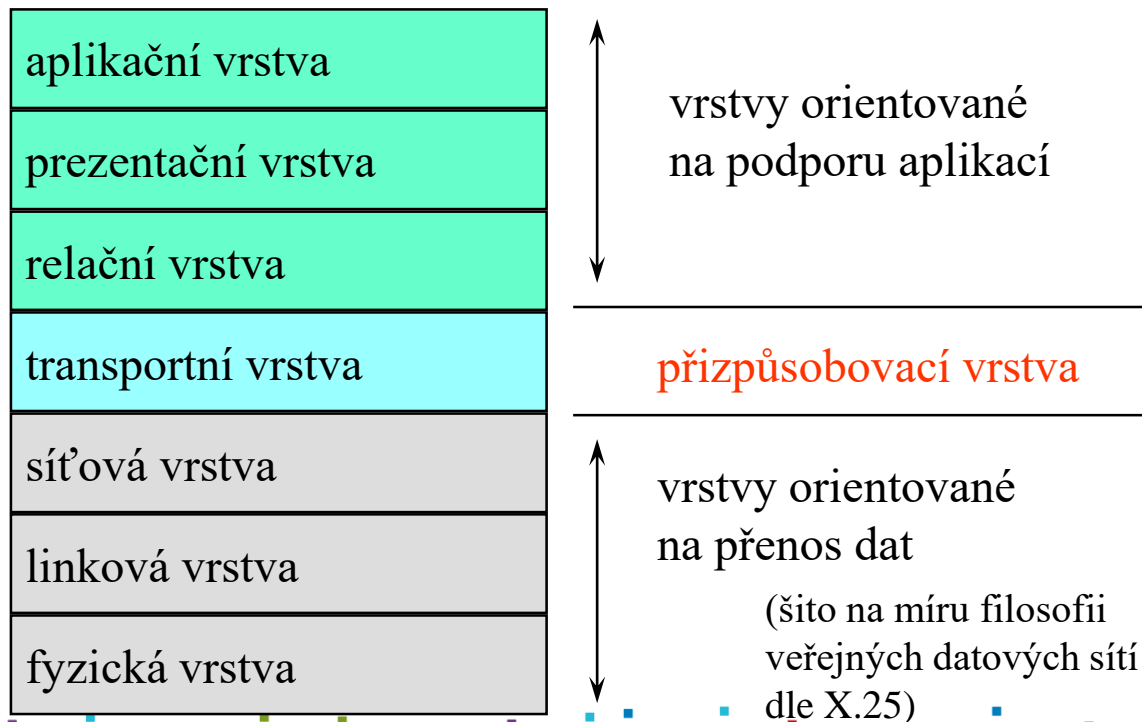 aplikační vrstva
prezentační vrstva
relační vrstva
transportní vrstva
síťová vrstva
linková vrstva
fyzická vrstva
vrstvy orientované
na podporu aplikací
přizpůsobovací vrstva
vrstvy orientované
na přenos dat
(šito na míru filosofii
veřejných datových sítí
dle X.25)